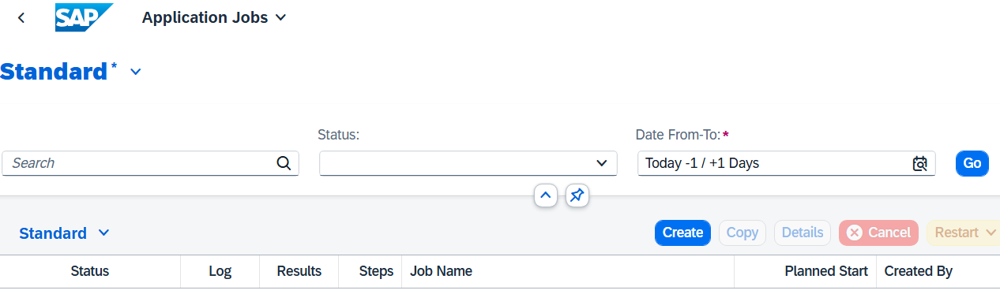 SAP Application Jobs
Standard *
Status: Date From-To: *
Search Today -1 / +1 Days Go
Standard Create Copy Details Cancel Restart
Status Log Results Steps Job Name Planned Start Created By